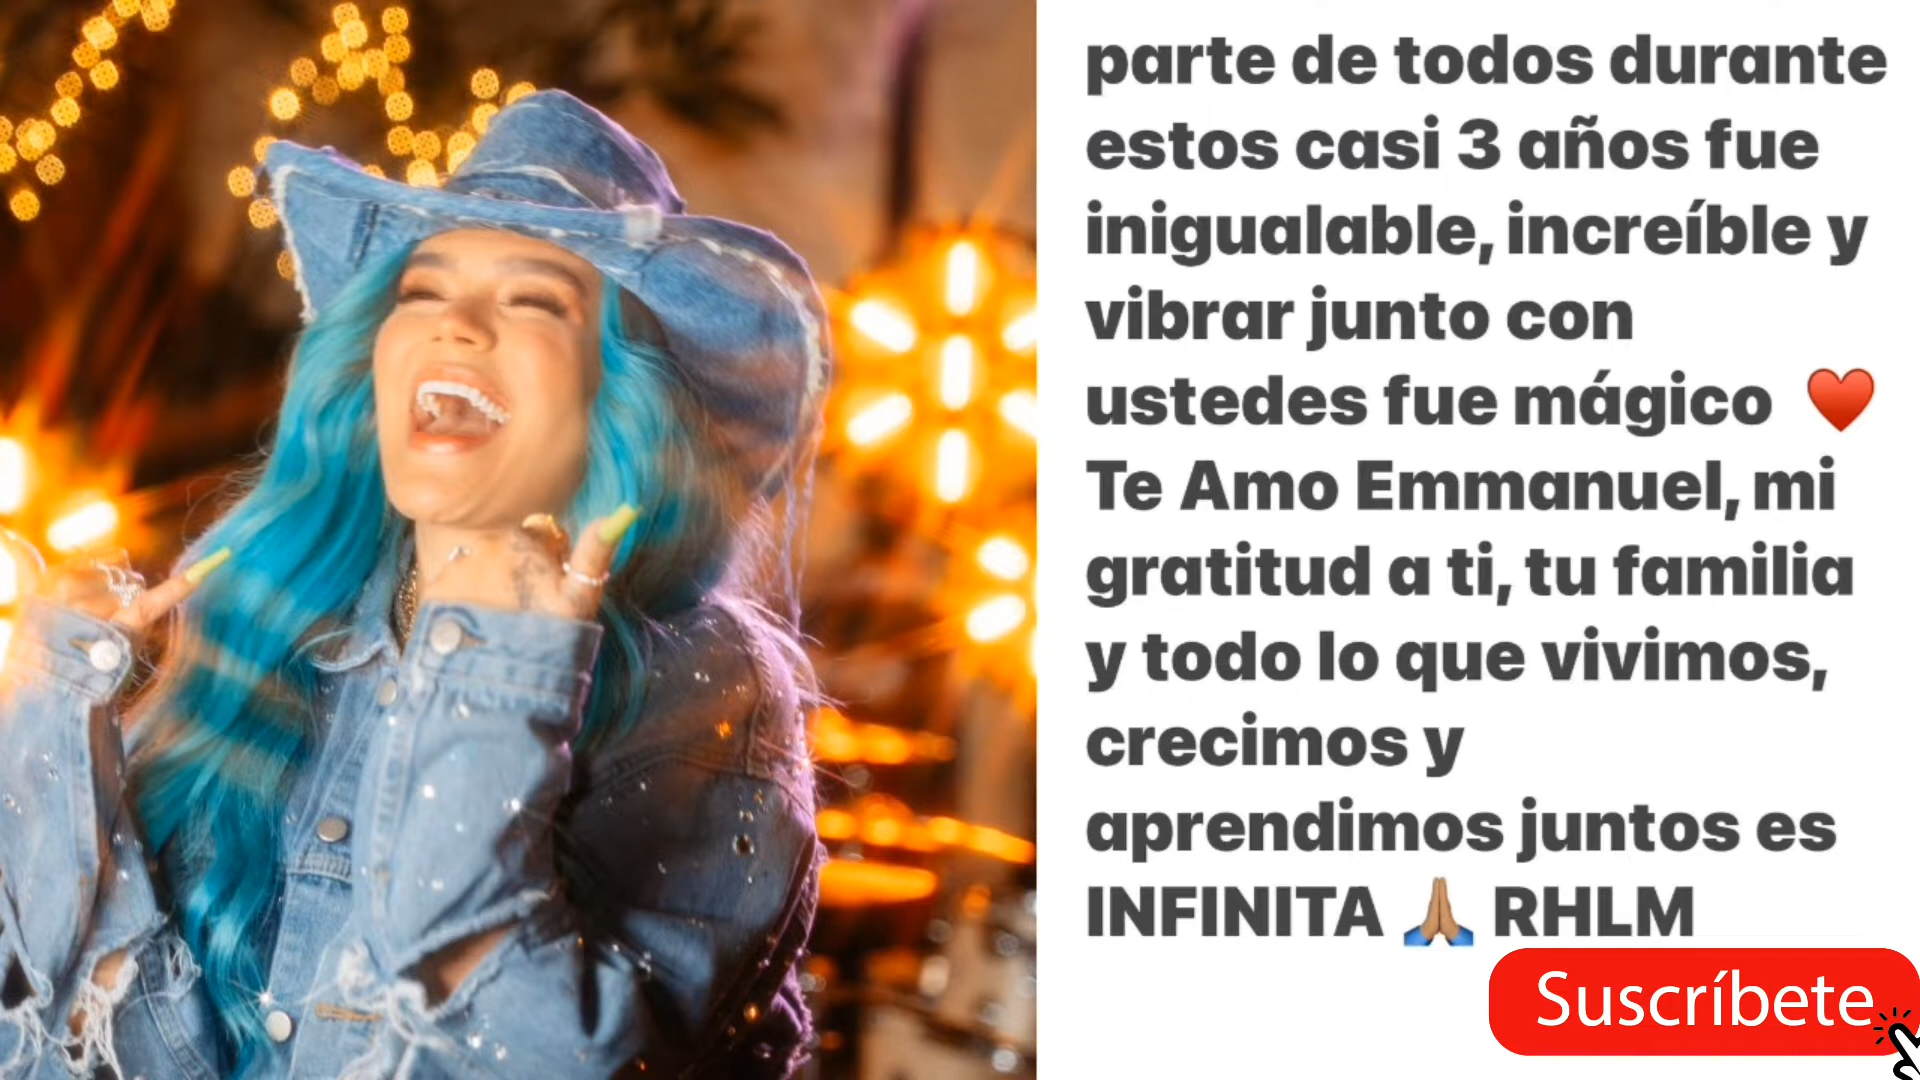 parte de todos durante
estos casi 3 años fue
inigualable, increíble y
vibrar junto con
ustedes fue mágico ♥️
Te Amo Emmanuel, mi
gratitud a ti, tu familia
y todo lo que vivimos,
crecimos y
aprendimos juntos es
INFINITA 🙏🏽 RHLM
Suscríbete